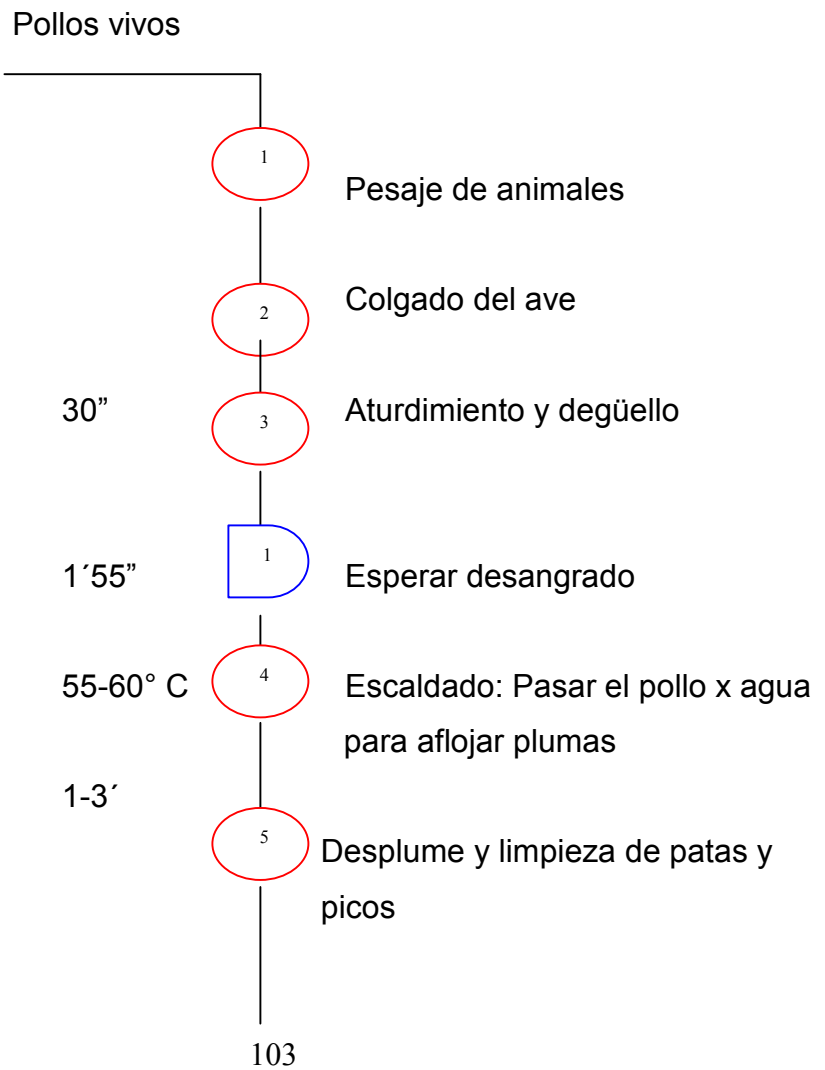 Pollos vivos
1
Pesaje de animales
2
Colgado del ave
30”
3
Aturdimiento y degüello
1´55”
1
Esperar desangrado
55-60° C
4
Escaldado: Pasar el pollo x agua
para aflojar plumas
1-3´
5
Desplume y limpieza de patas y
picos
103